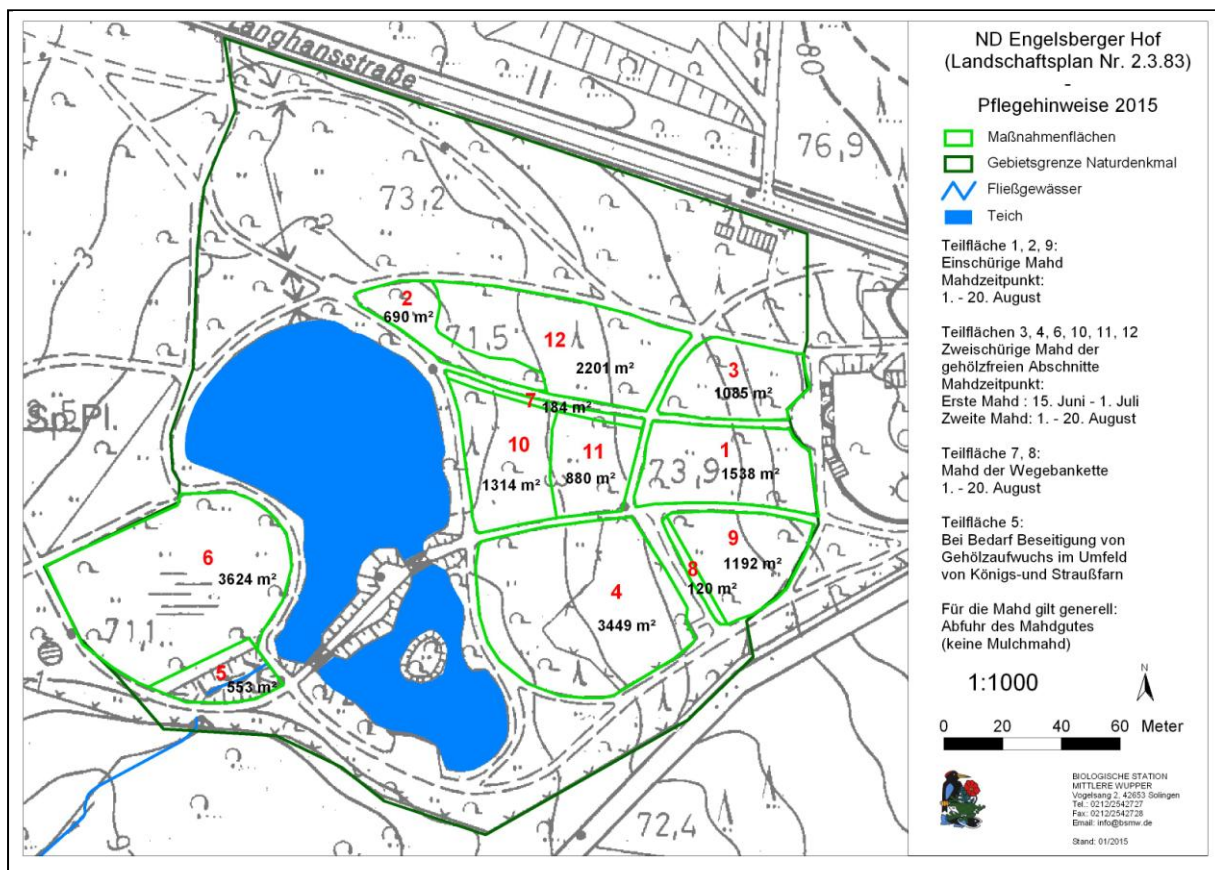 Langhansstraße
76,9
80
73,2
2
690 m²
71,5
12
2201 m²
3
1085 m²
7
184 m²
Sp.Pl.
10
1314 m²
11
880 m²
73,9
1
1538 m²
6
3624 m²
9
1192 m²
8
120 m²
4
3449 m²
71,1
5
553 m²
72,4
ND Engelsberger Hof
(Landschaftsplan Nr. 2.3.83)
-
Pflegehinweise 2015
Maßnahmenflächen
Gebietsgrenze Naturdenkmal
Fließgewässer
Teich
Teilfläche 1, 2, 9:
Einschürige Mahd
Mahdzeitpunkt:
1. - 20. August
Teilflächen 3, 4, 6, 10, 11, 12
Zweischürige Mahd der
gehölzfreien Abschnitte
Mahdzeitpunkt:
Erste Mahd : 15. Juni - 1. Juli
Zweite Mahd: 1. - 20. August
Teilfläche 7, 8:
Mahd der Wegebankette
1. - 20. August
Teilfläche 5:
Bei Bedarf Beseitigung von
Gehölzaufwuchs im Umfeld
von Königs-und Straußfarn
Für die Mahd gilt generell:
Abfuhr des Mahdgutes
(keine Mulchmahd)
1:1000
N
0 20 40 60 Meter
BIOLOGISCHE STATION
MITTLERE WUPPER
Vogelsang 2, 42653 Solingen
Tel.: 0212/2542727
Fax: 0212/2542728
Email: info@bsmw.de
Stand: 01/2015